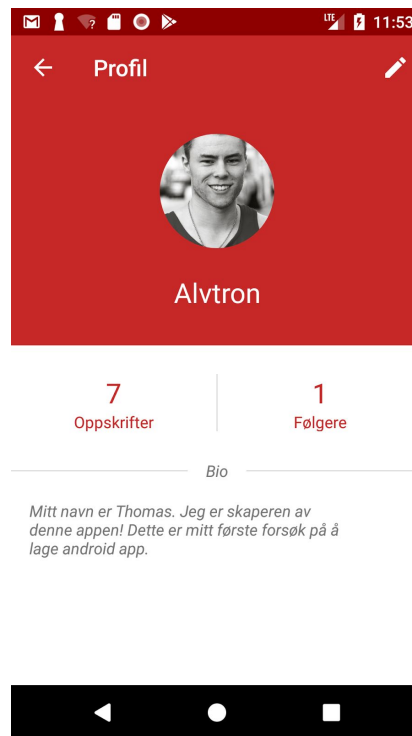 LTE 11:53
Profil
Alvtron
7 1
Oppskrifter Følgere
Bio
Mitt navn er Thomas. Jeg er skaperen av
denne appen! Dette er mitt første forsøk på å
lage android app.